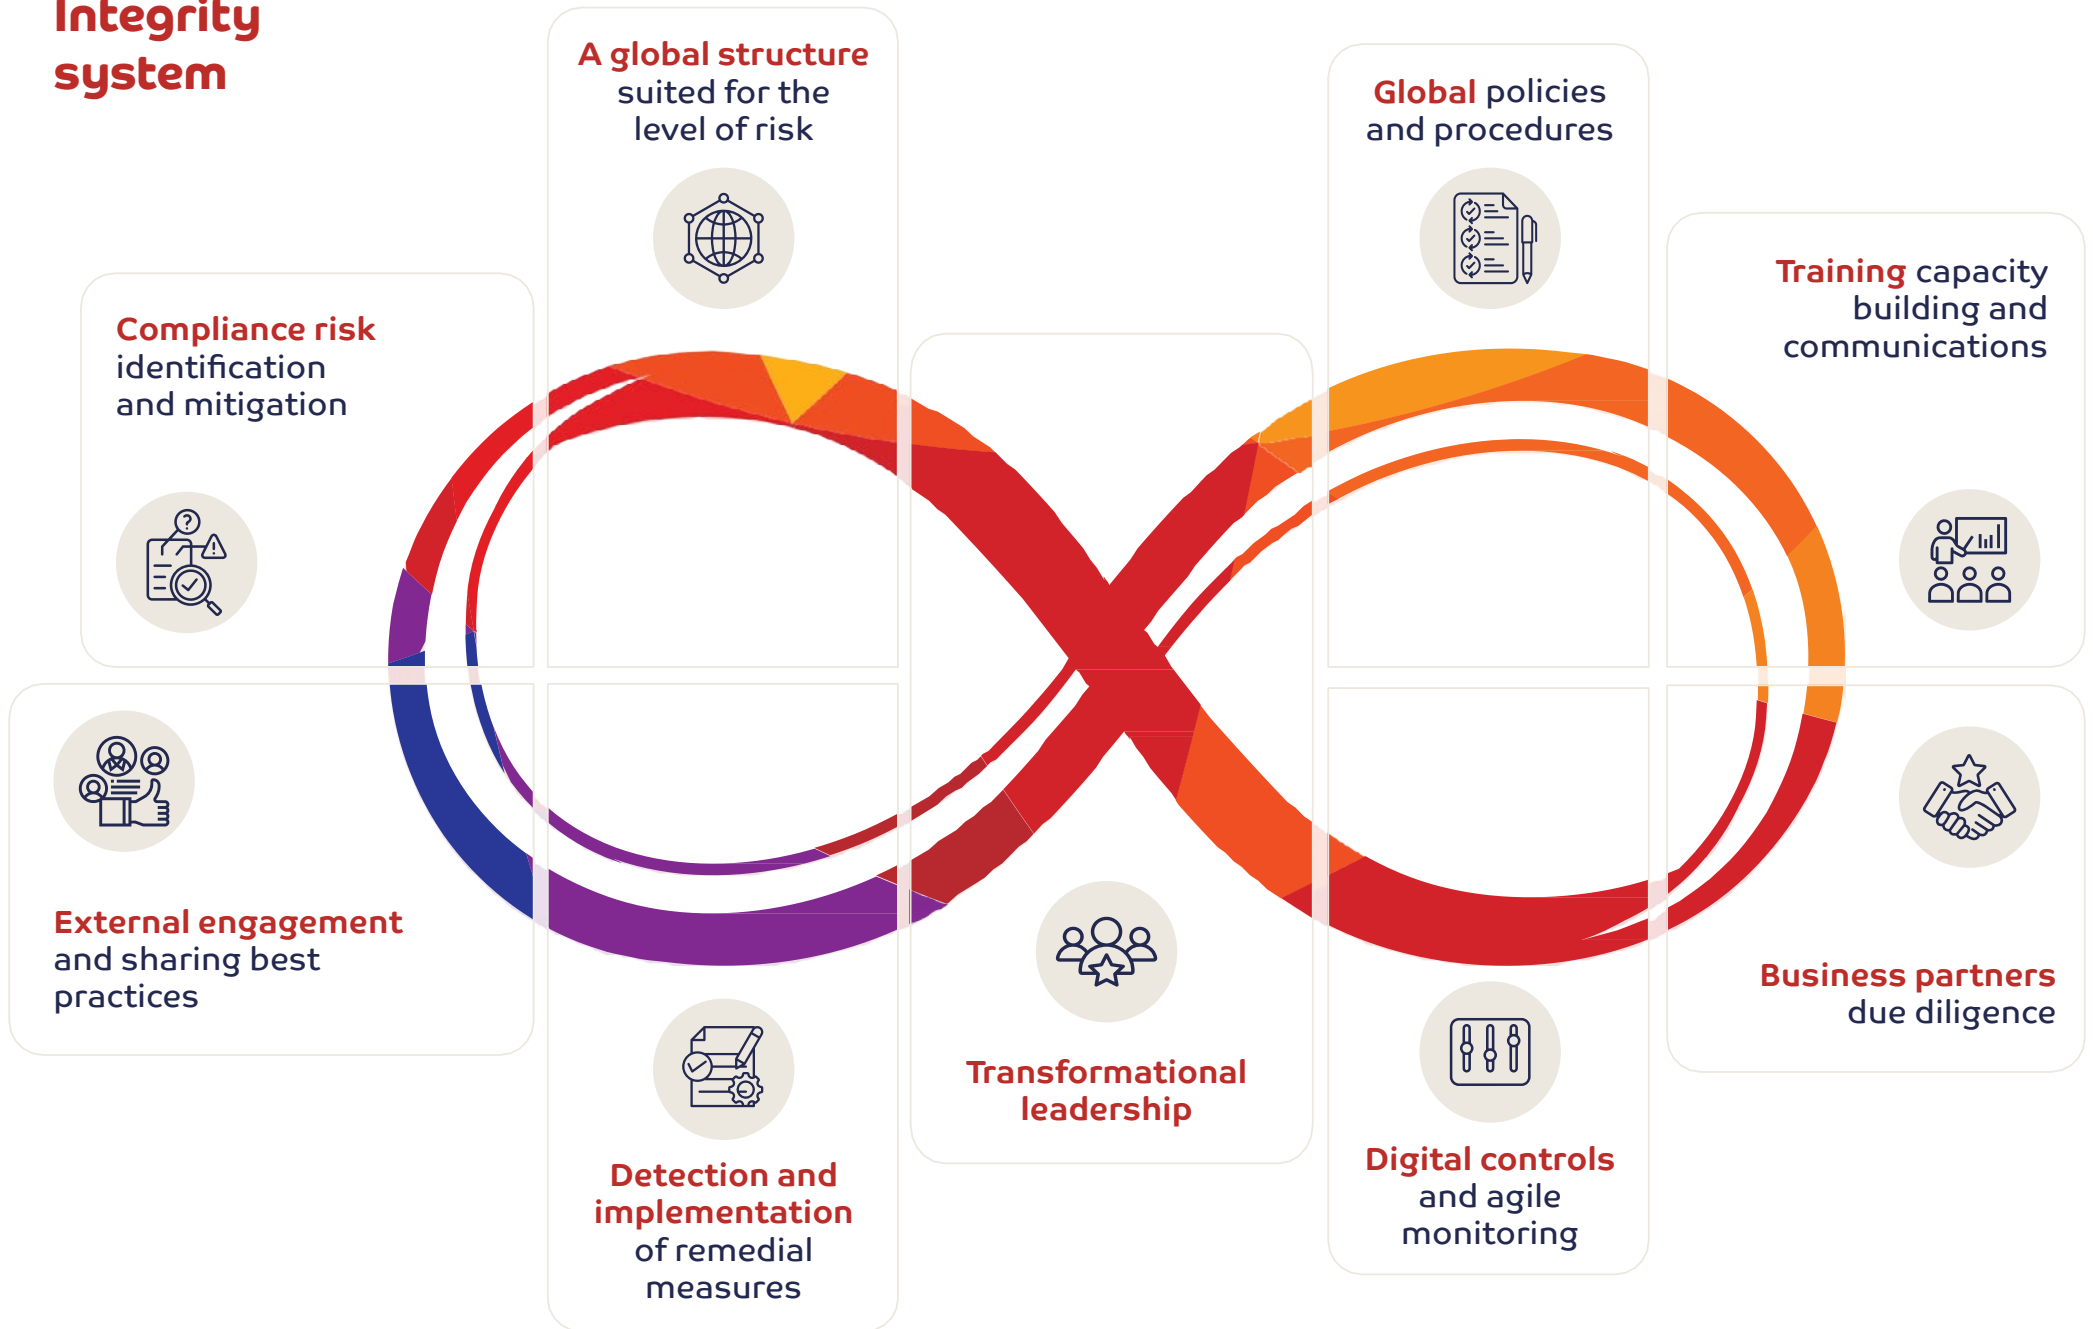 Integrity
system
A global structure
suited for the
level of risk
Global policies
and procedures
Compliance risk
identification
and mitigation
Training capacity
building and
communications
External engagement
and sharing best
practices
Transformational
leadership
Business partners
due diligence
Detection and
implementation
of remedial
measures
Digital controls
and agile
monitoring